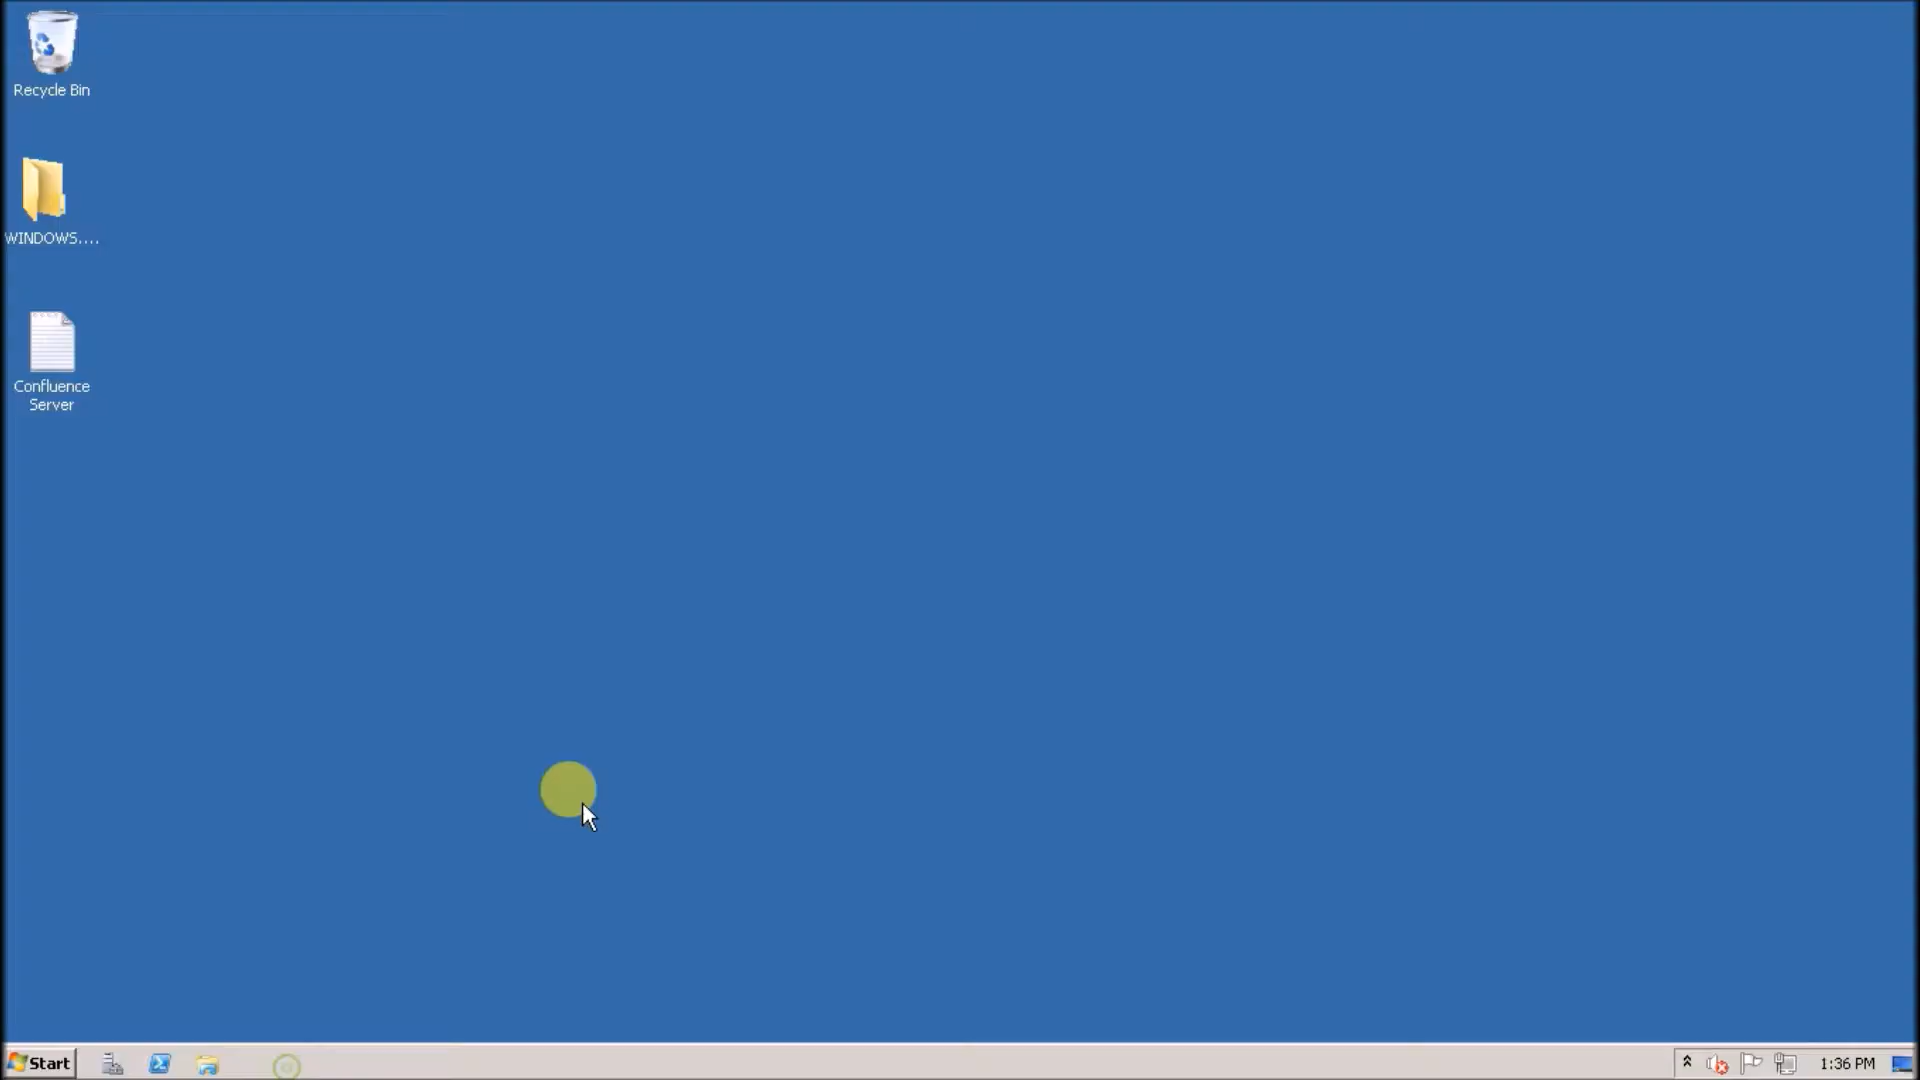 Recycle Bin
WINDOWS....
Confluence
Server
Start
1:36 PM